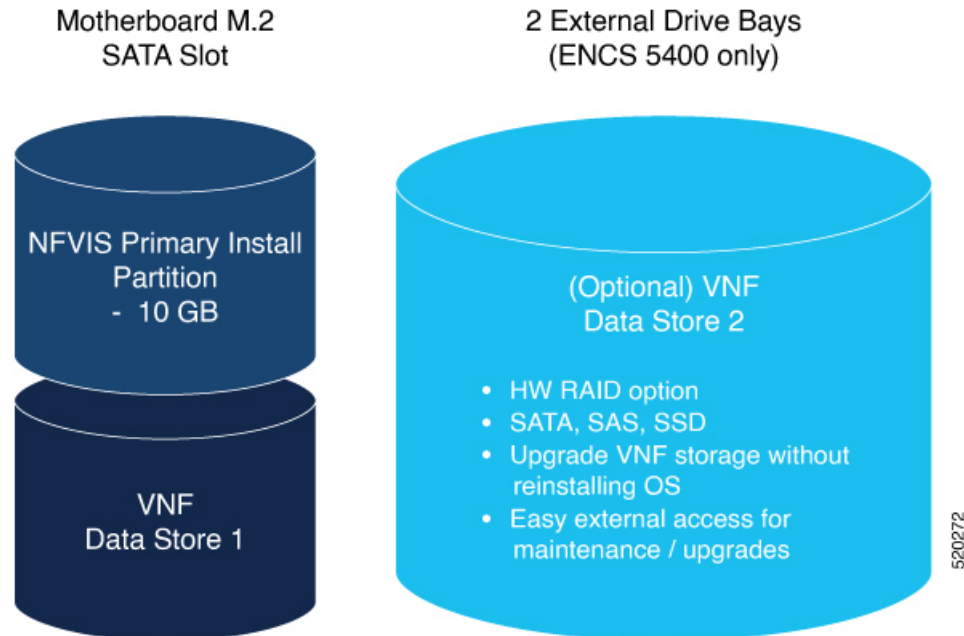 Motherboard M.2
SATA Slot
2 External Drive Bays
(ENCS 5400 only)
NFVIS Primary Install
Partition
- 10 GB
VNF
Data Store 1
(Optional) VNF
Data Store 2
• HW RAID option
• SATA, SAS, SSD
• Upgrade VNF storage without
reinstalling OS
• Easy external access for
maintenance / upgrades
520272